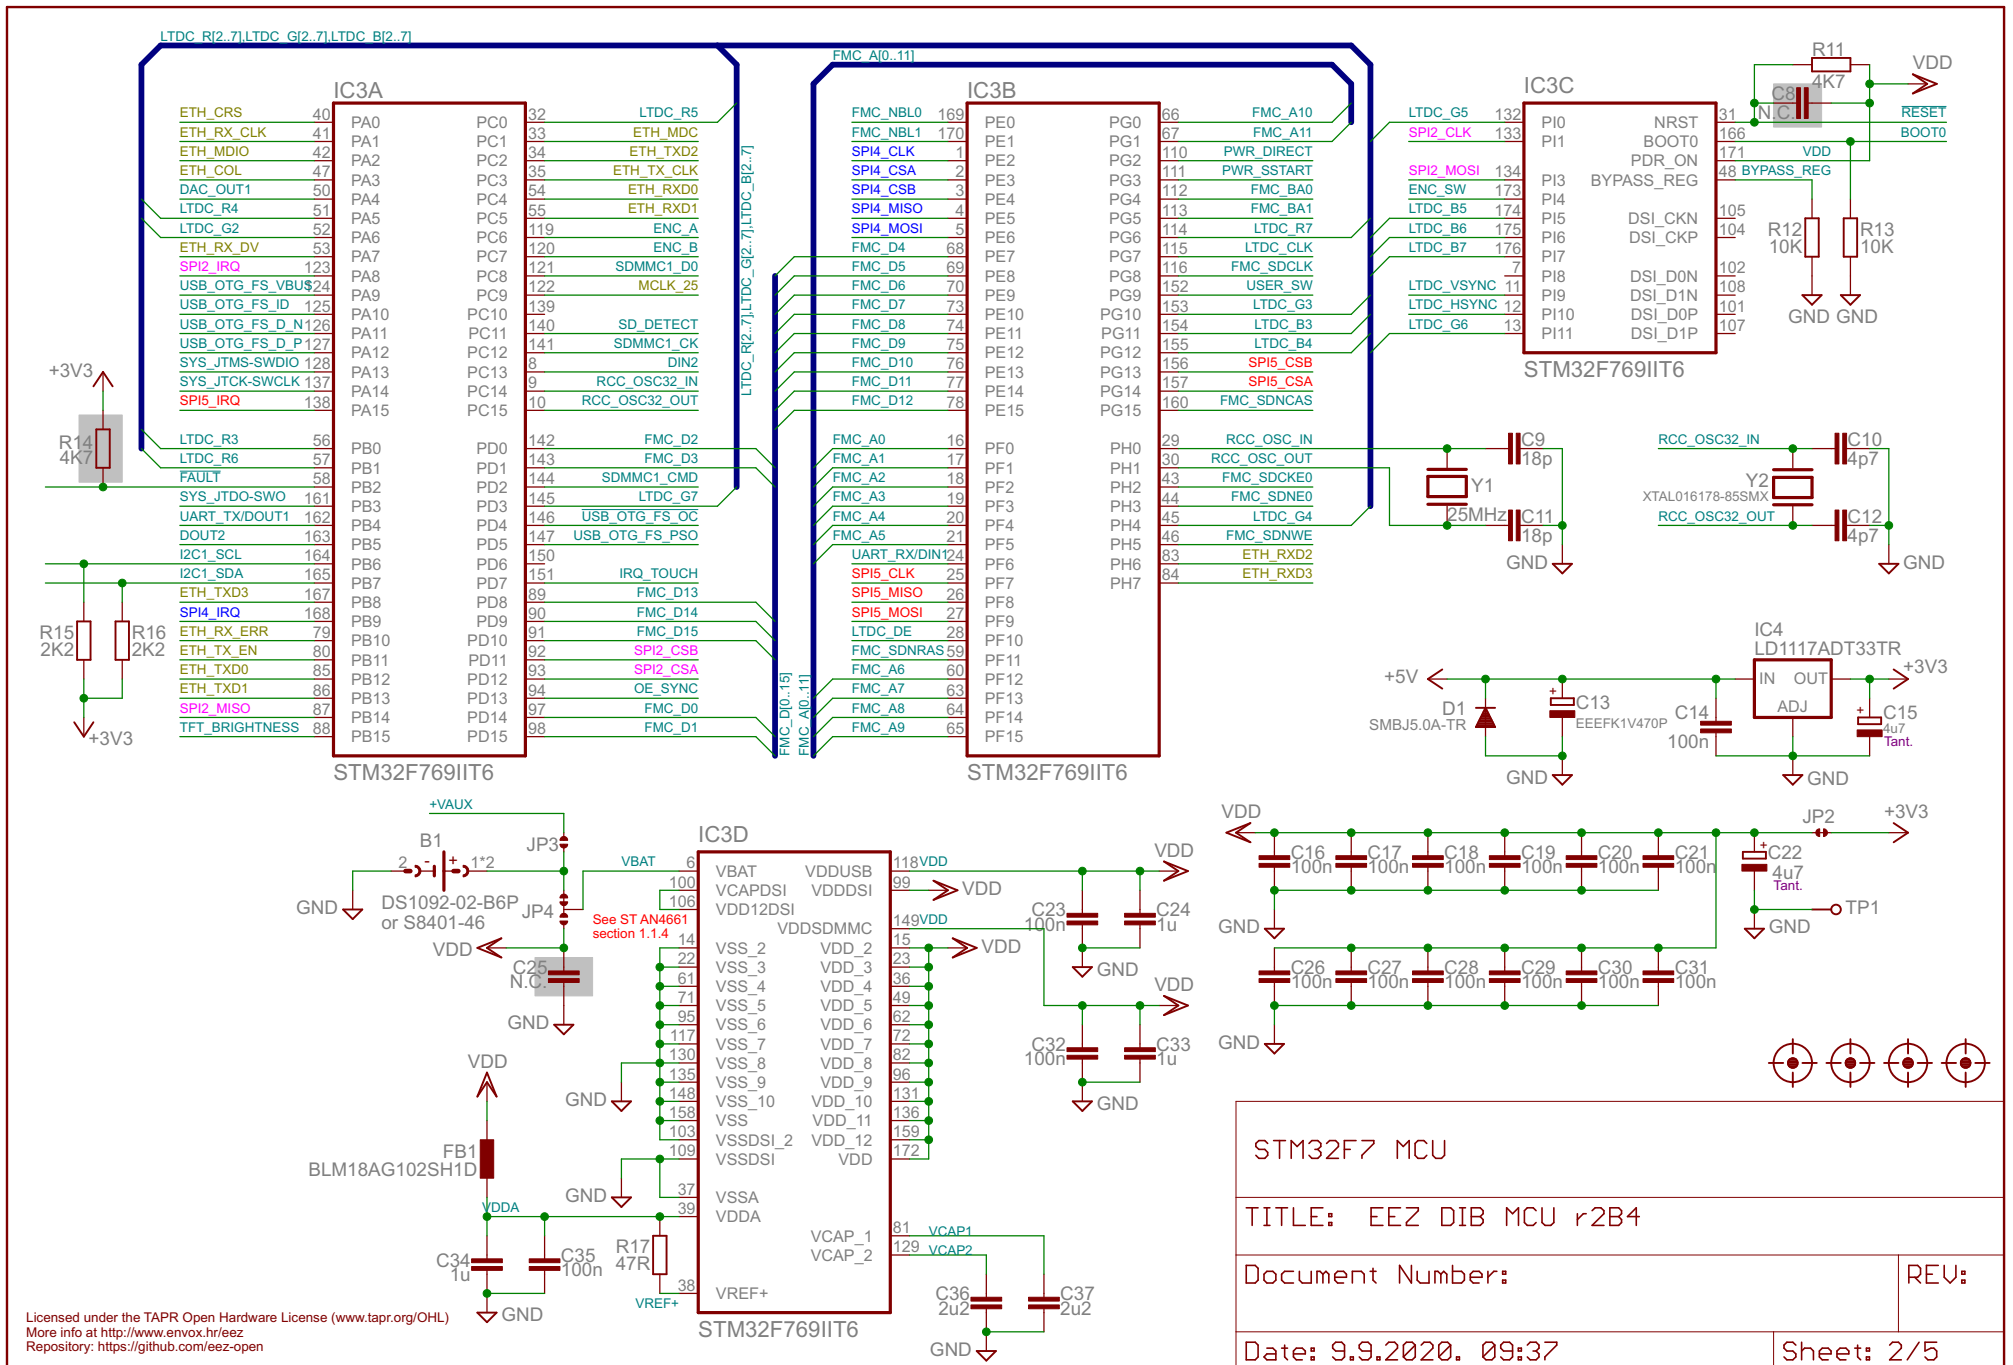 LTDC_R[2..7],LTDC_G[2..7],LTDC_B[2..7]
FMC_A[0..11]
IC3A
ETH_CRS 40 PA0 PC0 32 LTDC_R5
ETH_RX_CLK 41 PA1 PC1 33 ETH_MDC
ETH_MDIO 42 PA2 PC2 34 ETH_TXD2
ETH_COL 47 PA3 PC3 35 ETH_TX_CLK
DAC_OUT1 50 PA4 PC4 54 ETH_RXD0
LTDC_R4 51 PA5 PC5 55 ETH_RXD1
LTDC_G2 52 PA6 PC6 119 ENC_A
ETH_RX_DV 53 PA7 PC7 120 ENC_B
SPI2_IRQ 123 PA8 PC8 121 SDMMC1_D0
USB_OTG_FS_VBUS 124 PA9 PC9 122 MCLK_25
USB_OTG_FS_ID 125 PA10 PC10 139
USB_OTG_FS_D_N 126 PA11 PC11 140 SD_DETECT
USB_OTG_FS_D_P 127 PA12 PC12 141 SDMMC1_CK
SYS_JTMS-SWDIO 128 PA13 PC13 8 DIN2
SYS_JTCK-SWCLK 137 PA14 PC14 9 RCC_OSC32_IN
SPI5_IRQ 138 PA15 PC15 10 RCC_OSC32_OUT
LTDC_R3 56 PB0 PD0 142 FMC_D2
LTDC_R6 57 PB1 PD1 143 FMC_D3
FAULT 58 PB2 PD2 144 SDMMC1_CMD
SYS_JTDO-SWO 161 PB3 PD3 145 LTDC_G7
UART_TX/DOUT1 162 PB4 PD4 146 USB_OTG_FS_OC
DOUT2 163 PB5 PD5 147 USB_OTG_FS_PSO
I2C1_SCL 164 PB6 PD6 150
I2C1_SDA 165 PB7 PD7 151 IRQ_TOUCH
ETH_TXD3 167 PB8 PD8 89 FMC_D13
SPI4_IRQ 168 PB9 PD9 90 FMC_D14
ETH_RX_ERR 79 PB10 PD10 91 FMC_D15
ETH_TX_EN 80 PB11 PD11 92 SPI2_CSB
ETH_TXD0 85 PB12 PD12 93 SPI2_CSA
ETH_TXD1 86 PB13 PD13 94 OE_SYNC
SPI2_MISO 87 PB14 PD14 97 FMC_D0
TFT_BRIGHTNESS 88 PB15 PD15 98 FMC_D1
STM32F769IIT6
+3V3
R14
4K7
R15
2K2
R16
2K2
+3V3
LTDC_R[2..7],LTDC_G[2..7],LTDC_B[2..7]
FMC_D[0..15]
FMC_A[0..11]
IC3B
FMC_NBL0 169 PE0 PG0 66 FMC_A10
FMC_NBL1 170 PE1 PG1 67 FMC_A11
SPI4_CLK 1 PE2 PG2 110 PWR_DIRECT
SPI4_CSA 2 PE3 PG3 111 PWR_SSTART
SPI4_CSB 3 PE4 PG4 112 FMC_BA0
SPI4_MISO 4 PE5 PG5 113 FMC_BA1
SPI4_MOSI 5 PE6 PG6 114 LTDC_R7
FMC_D4 68 PE7 PG7 115 LTDC_CLK
FMC_D5 69 PE8 PG8 116 FMC_SDCLK
FMC_D6 70 PE9 PG9 152 USER_SW
FMC_D7 73 PE10 PG10 153 LTDC_G3
FMC_D8 74 PE11 PG11 154 LTDC_B3
FMC_D9 75 PE12 PG12 155 LTDC_B4
FMC_D10 76 PE13 PG13 156 SPI5_CSB
FMC_D11 77 PE14 PG14 157 SPI5_CSA
FMC_D12 78 PE15 PG15 160 FMC_SDNCAS
FMC_A0 16 PF0 PH0 29 RCC_OSC_IN
FMC_A1 17 PF1 PH1 30 RCC_OSC_OUT
FMC_A2 18 PF2 PH2 43 FMC_SDCKE0
FMC_A3 19 PF3 PH3 44 FMC_SDNE0
FMC_A4 20 PF4 PH4 45 LTDC_G4
FMC_A5 21 PF5 PH5 46 FMC_SDNWE
UART_RX/DIN1 24 PF6 PH6 83 ETH_RXD2
SPI5_CLK 25 PF7 PH7 84 ETH_RXD3
SPI5_MISO 26 PF8
SPI5_MOSI 27 PF9
LTDC_DE 28 PF10
FMC_SDNRAS 59 PF11
FMC_A6 60 PF12
FMC_A7 63 PF13
FMC_A8 64 PF14
FMC_A9 65 PF15
STM32F769IIT6
IC3C
LTDC_G5 132 PI0 NRST 31 RESET
SPI2_CLK 133 PI1 BOOT0 166 BOOT0
PDR_ON 171 VDD
SPI2_MOSI 134 PI3 BYPASS_REG 48 BYPASS_REG
ENC_SW 173 PI4
LTDC_B5 174 PI5 DSI_CKN 105
LTDC_B6 175 PI6 DSI_CKP 104
LTDC_B7 176 PI7
7 PI8 DSI_D0N 102
LTDC_VSYNC 11 PI9 DSI_D1N 108
LTDC_HSYNC 12 PI10 DSI_D0P 101
LTDC_G6 13 PI11 DSI_D1P 107
STM32F769IIT6
R11
4K7
VDD
C8
N.C.
R12
10K
R13
10K
GND GND
C9
18p
Y1
25MHz
C11
18p
GND
RCC_OSC32_IN
C10
4p7
Y2
XTAL016178-85SMX
RCC_OSC32_OUT
C12
4p7
GND
IC4
LD1117ADT33TR
+5V
IN OUT
ADJ
+3V3
D1
SMBJ5.0A-TR
C13
EEEFK1V470P
C14
100n
C15
4u7
Tant.
GND
GND
+VAUX
JP3
B1
2 - + 1*2
DS1092-02-B6P
or S8401-46
GND
JP4
VBAT
See ST AN4661
section 1.1.4
VDD
C25
N.C.
GND
IC3D
6 VBAT VDDUSB 118 VDD
100 VCAPDSI VDDDSI 99 VDD
106 VDD12DSI
VDDSDMMC 149 VDD
14 VSS_2 VDD_2 15 VDD
22 VSS_3 VDD_3 23
61 VSS_4 VDD_4 36
71 VSS_5 VDD_5 49
95 VSS_6 VDD_6 62
117 VSS_7 VDD_7 72
130 VSS_8 VDD_8 82
135 VSS_9 VDD_9 96
148 VSS_10 VDD_10 131
158 VSS VDD_11 136
103 VSSDSI_2 VDD_12 159
109 VSSDSI VDD 172
37 VSSA
39 VDDA
VCAP_1 81 VCAP1
VCAP_2 129 VCAP2
38 VREF+
STM32F769IIT6
GND
GND
VDD
FB1
BLM18AG102SH1D
VDDA
C34
1u
C35
100n
GND
R17
47R
VREF+
C36
2u2
C37
2u2
GND
VDD
C23
100n
C24
1u
GND
VDD
C32
100n
C33
1u
GND
VDD
JP2
+3V3
C16
100n
C17
100n
C18
100n
C19
100n
C20
100n
C21
100n
C22
4u7
Tant.
TP1
GND
GND
C26
100n
C27
100n
C28
100n
C29
100n
C30
100n
C31
100n
GND
STM32F7 MCU
TITLE: EEZ DIB MCU r2B4
Document Number:
REV:
Date: 9.9.2020. 09:37
Sheet: 2/5
Licensed under the TAPR Open Hardware License (www.tapr.org/OHL)
More info at http://www.envox.hr/eez
Repository: https://github.com/eez-open